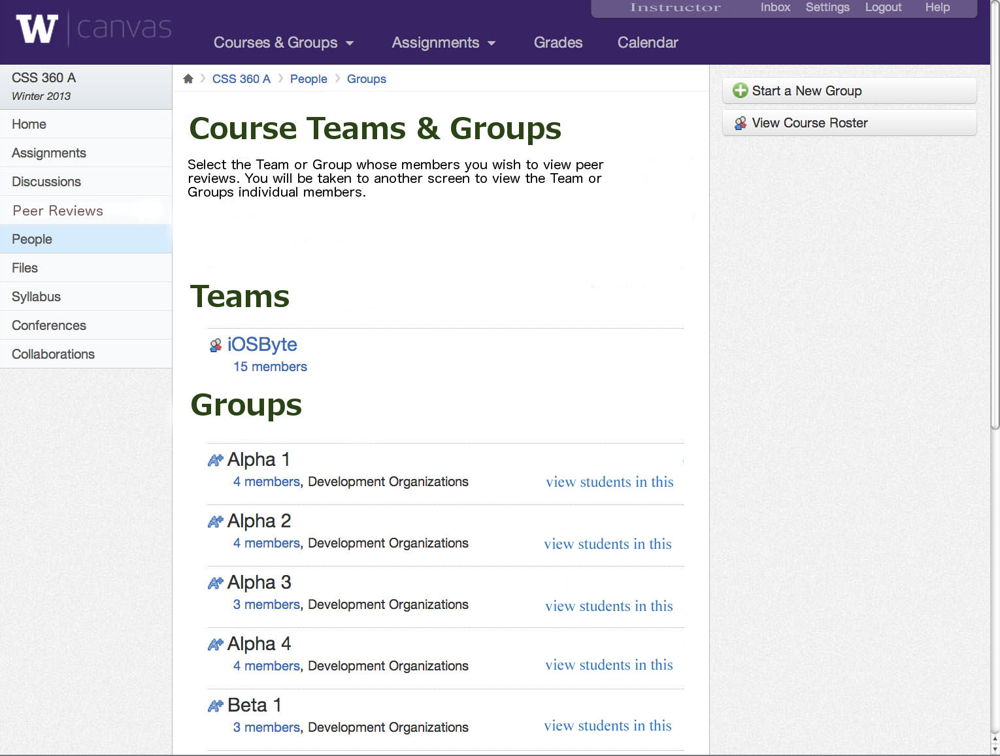 Instructor Inbox Settings Logout Help
W canvas
Courses & Groups Assignments Grades Calendar
CSS 360 A
Winter 2013
Home
Assignments
Discussions
Peer Reviews
People
Files
Syllabus
Conferences
Collaborations
CSS 360 A People Groups
Course Teams & Groups
Select the Team or Group whose members you wish to view peer
reviews. You will be taken to another screen to view the Team or
Groups individual members.
Teams
iOSByte
15 members
Groups
Alpha 1
4 members, Development Organizations view students in this
Alpha 2
4 members, Development Organizations view students in this
Alpha 3
3 members, Development Organizations view students in this
Alpha 4
4 members, Development Organizations view students in this
Beta 1
3 members, Development Organizations view students in this
Start a New Group
View Course Roster